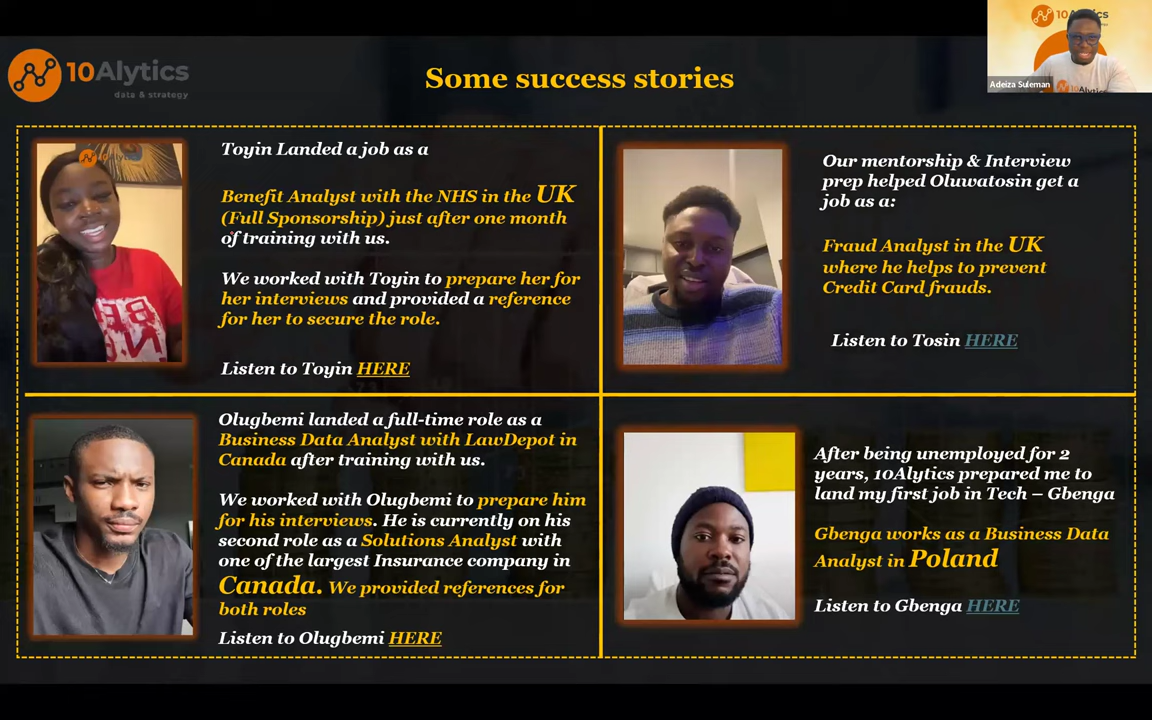 10Alytics
data & strategy
Some success stories
10Alytics
Adeiza Suleman
Toyin Landed a job as a
Benefit Analyst with the NHS in the UK
(Full Sponsorship) just after one month
of training with us.
We worked with Toyin to prepare her for
her interviews and provided a reference
for her to secure the role.
Listen to Toyin HERE
Our mentorship & Interview
prep helped Oluwatosin get a
job as a:
Fraud Analyst in the UK
where he helps to prevent
Credit Card frauds.
Listen to Tosin HERE
Olugbemi landed a full-time role as a
Business Data Analyst with LawDepot in
Canada after training with us.
We worked with Olugbemi to prepare him
for his interviews. He is currently on his
second role as a Solutions Analyst with
one of the largest Insurance company in
Canada. We provided references for
both roles
Listen to Olugbemi HERE
After being unemployed for 2
years, 10Alytics prepared me to
land my first job in Tech – Gbenga
Gbenga works as a Business Data
Analyst in Poland
Listen to Gbenga HERE